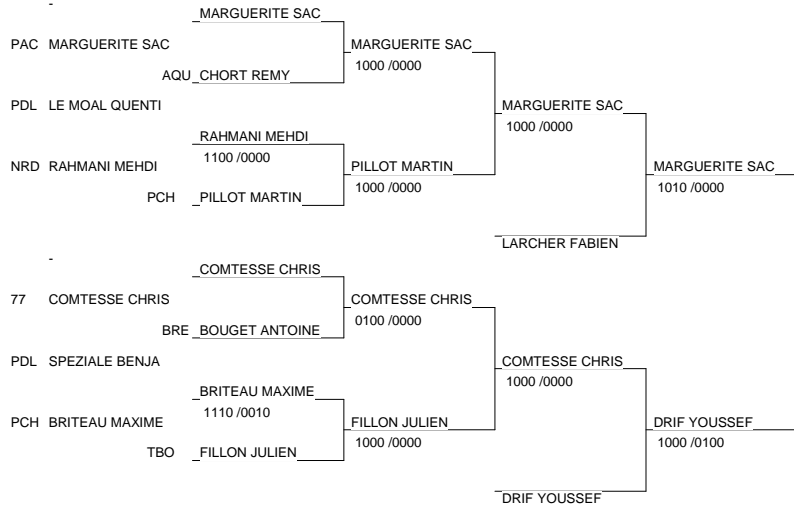 -
MARGUERITE SAC
PAC MARGUERITE SAC MARGUERITE SAC
1000 /0000
AQU CHORT REMY
PDL LE MOAL QUENTI MARGUERITE SAC
1000 /0000
RAHMANI MEHDI
1100 /0000
NRD RAHMANI MEHDI PILLOT MARTIN MARGUERITE SAC
1000 /0000 1010 /0000
PCH PILLOT MARTIN
LARCHER FABIEN
-
COMTESSE CHRIS
77 COMTESSE CHRIS COMTESSE CHRIS
0100 /0000
BRE BOUGET ANTOINE
PDL SPEZIALE BENJA COMTESSE CHRIS
1000 /0000
BRITEAU MAXIME
1110 /0010
PCH BRITEAU MAXIME FILLON JULIEN DRIF YOUSSEF
1000 /0000 1000 /0100
TBO FILLON JULIEN
DRIF YOUSSEF